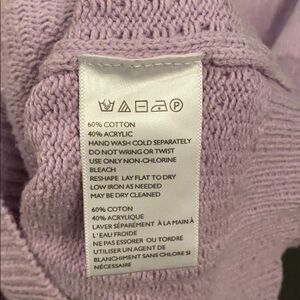 60% COTTON
40% ACRYLIC
HAND WASH COLD SEPARATELY
DO NOT WRING OR TWIST
USE ONLY NON-CHLORINE
BLEACH
RESHAPE LAY FLAT TO DRY
LOW IRON AS NEEDED
MAY BE DRY CLEANED
60% COTON
40% ACRYLIQUE
LAVER SÉPARÉMENT À LA MAIN À
L'EAU FROIDE
NE PAS ESSORER OU TORDRE
UTILISER UN AGENT DE
BLANCHIMENT SANS CHLORE SI
NÉCESSAIRE